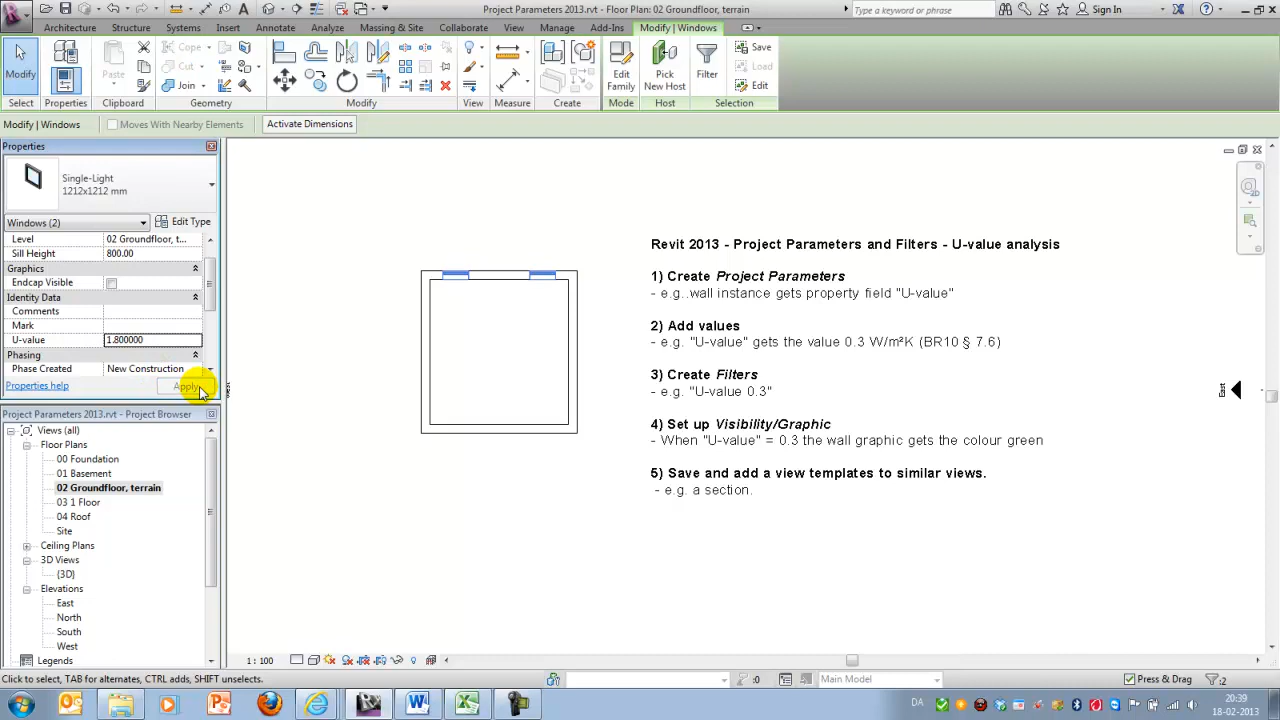 Project Parameters 2013.rvt - Floor Plan: 02 Groundfloor, terrain
Type a keyword or phrase
Sign In
Architecture Structure Systems Insert Annotate Analyze Massing & Site Collaborate View Manage Add-Ins Modify | Windows
Modify
Paste
Cope
Cut
Join
Edit Family
Pick New Host
Filter
Save
Load
Edit
Select Properties Clipboard Geometry Modify View Measure Create Mode Host Selection
Modify | Windows
Moves With Nearby Elements
Activate Dimensions
Properties
Single-Light
1212x1212 mm
Windows (2)
Edit Type
Level 02 Groundfloor, t...
Sill Height 800.00
Graphics
Endcap Visible
Identity Data
Comments
Mark
U-value 1.800000
Phasing
Phase Created New Construction
Properties help
Apply
Project Parameters 2013.rvt - Project Browser
Views (all)
Floor Plans
00 Foundation
01 Basement
02 Groundfloor, terrain
03 1 Floor
04 Roof
Site
Ceiling Plans
3D Views
{3D}
Elevations
East
North
South
West
Legends
Revit 2013 - Project Parameters and Filters - U-value analysis
1) Create Project Parameters
- e.g..wall instance gets property field "U-value"
2) Add values
- e.g. "U-value" gets the value 0.3 W/m²K (BR10 § 7.6)
3) Create Filters
- e.g. "U-value 0.3"
4) Set up Visibility/Graphic
- When "U-value" = 0.3 the wall graphic gets the colour green
5) Save and add a view templates to similar views.
- e.g. a section.
East
1 : 100
Click to select, TAB for alternates, CTRL adds, SHIFT unselects.
:0
Main Model
Press & Drag
:2
DA
20:39
18-02-2013